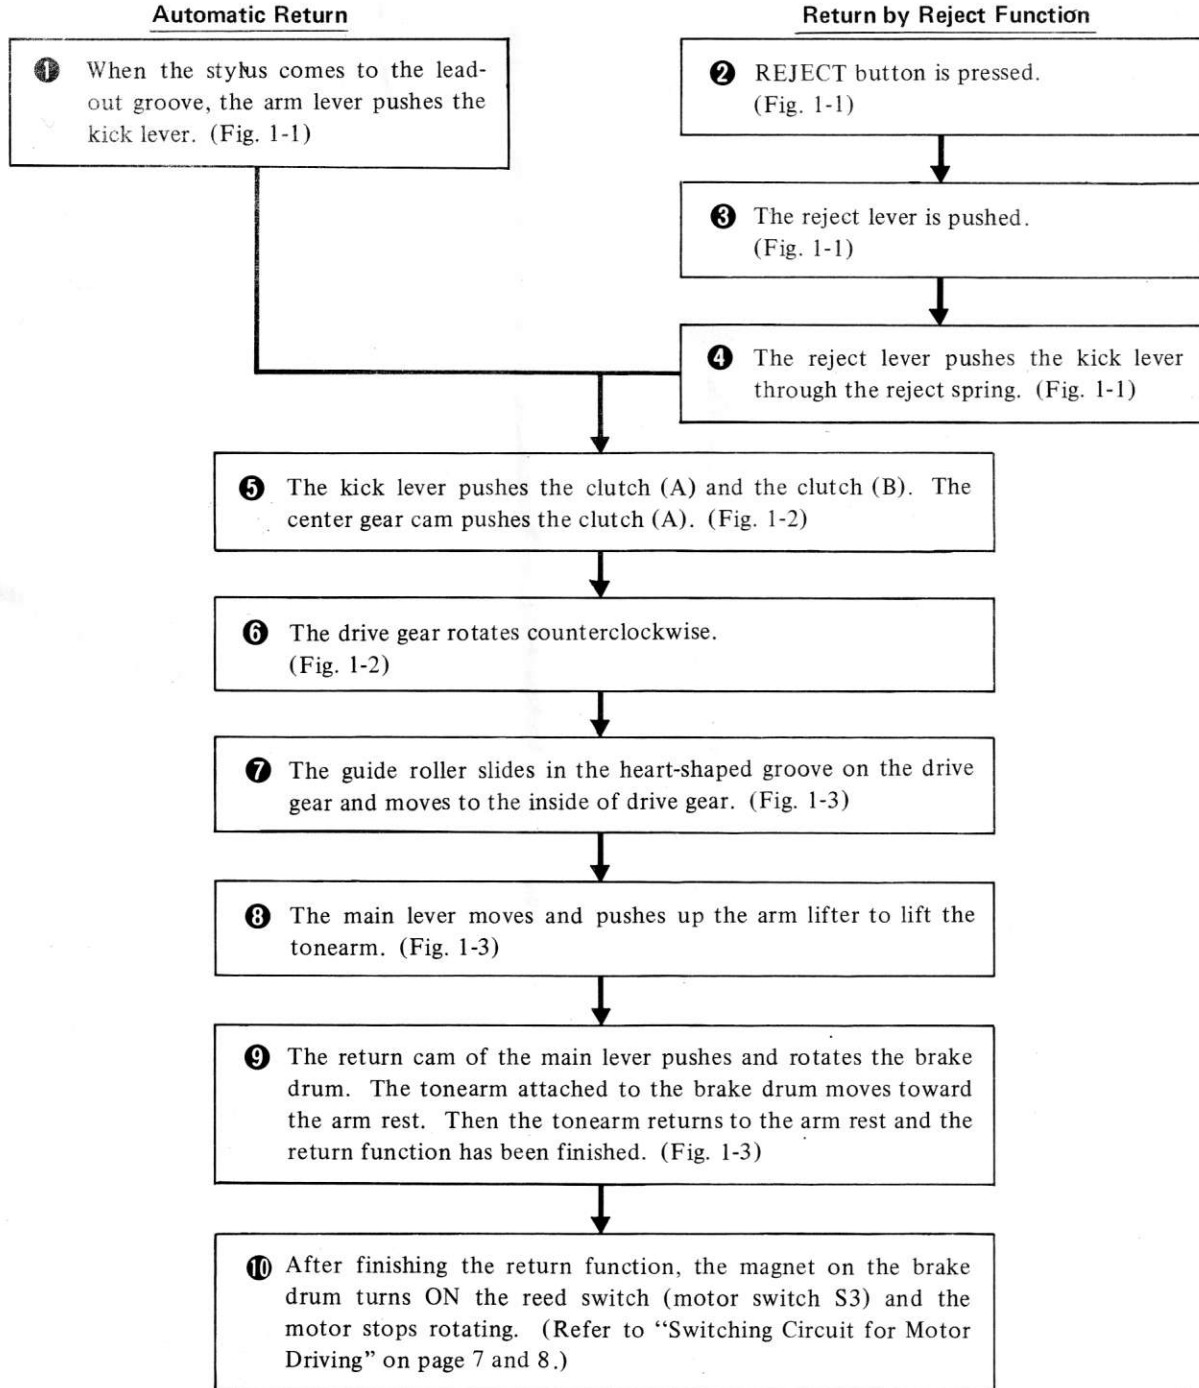 Automatic Return
❶ When the stylus comes to the lead-
out groove, the arm lever pushes the
kick lever. (Fig. 1-1)
Return by Reject Function
❷ REJECT button is pressed.
(Fig. 1-1)
❸ The reject lever is pushed.
(Fig. 1-1)
❹ The reject lever pushes the kick lever
through the reject spring. (Fig. 1-1)
❺ The kick lever pushes the clutch (A) and the clutch (B). The
center gear cam pushes the clutch (A). (Fig. 1-2)
❻ The drive gear rotates counterclockwise.
(Fig. 1-2)
❼ The guide roller slides in the heart-shaped groove on the drive
gear and moves to the inside of drive gear. (Fig. 1-3)
❽ The main lever moves and pushes up the arm lifter to lift the
tonearm. (Fig. 1-3)
❾ The return cam of the main lever pushes and rotates the brake
drum. The tonearm attached to the brake drum moves toward
the arm rest. Then the tonearm returns to the arm rest and the
return function has been finished. (Fig. 1-3)
❿ After finishing the return function, the magnet on the brake
drum turns ON the reed switch (motor switch S3) and the
motor stops rotating. (Refer to “Switching Circuit for Motor
Driving” on page 7 and 8.)